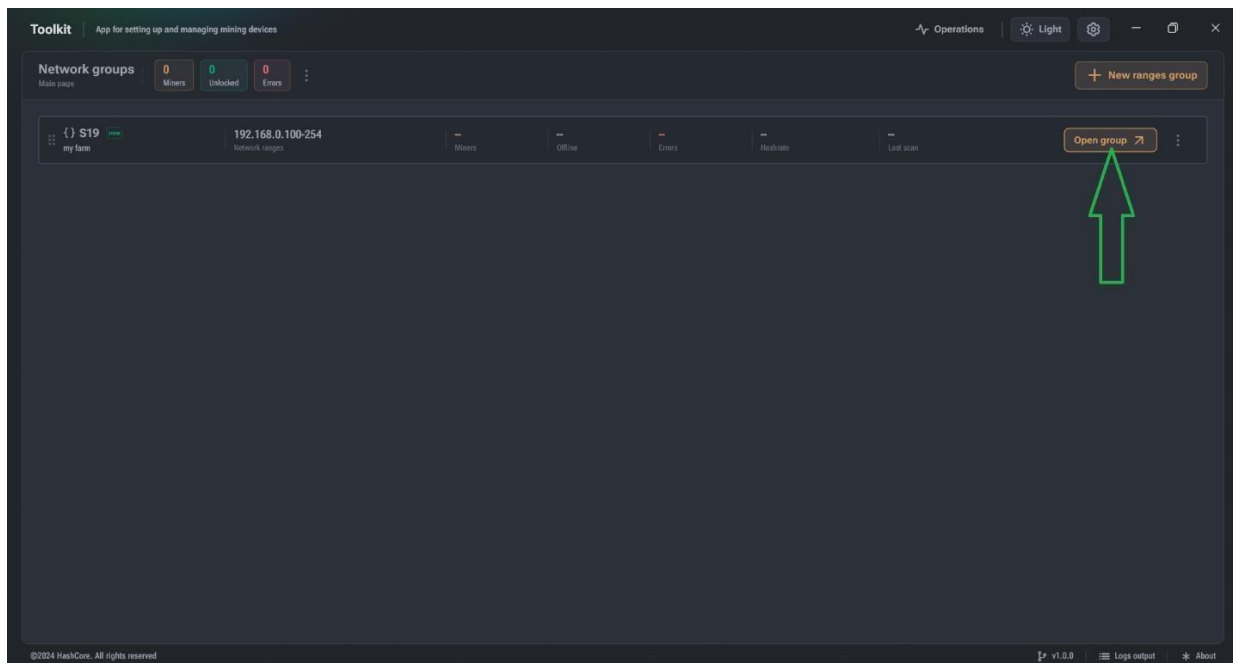 Toolkit App for setting up and managing mining devices Operations Light
Network groups 0 0 0 New ranges group
Main page Miners Unlocked Errors
{ } S19 new 192.168.0.100-254 -- -- -- -- -- Open group
my farm Network ranges Miners Offline Errors Hashrate Last scan
©2024 HashCore. All rights reserved v1.0.0 Logs output About